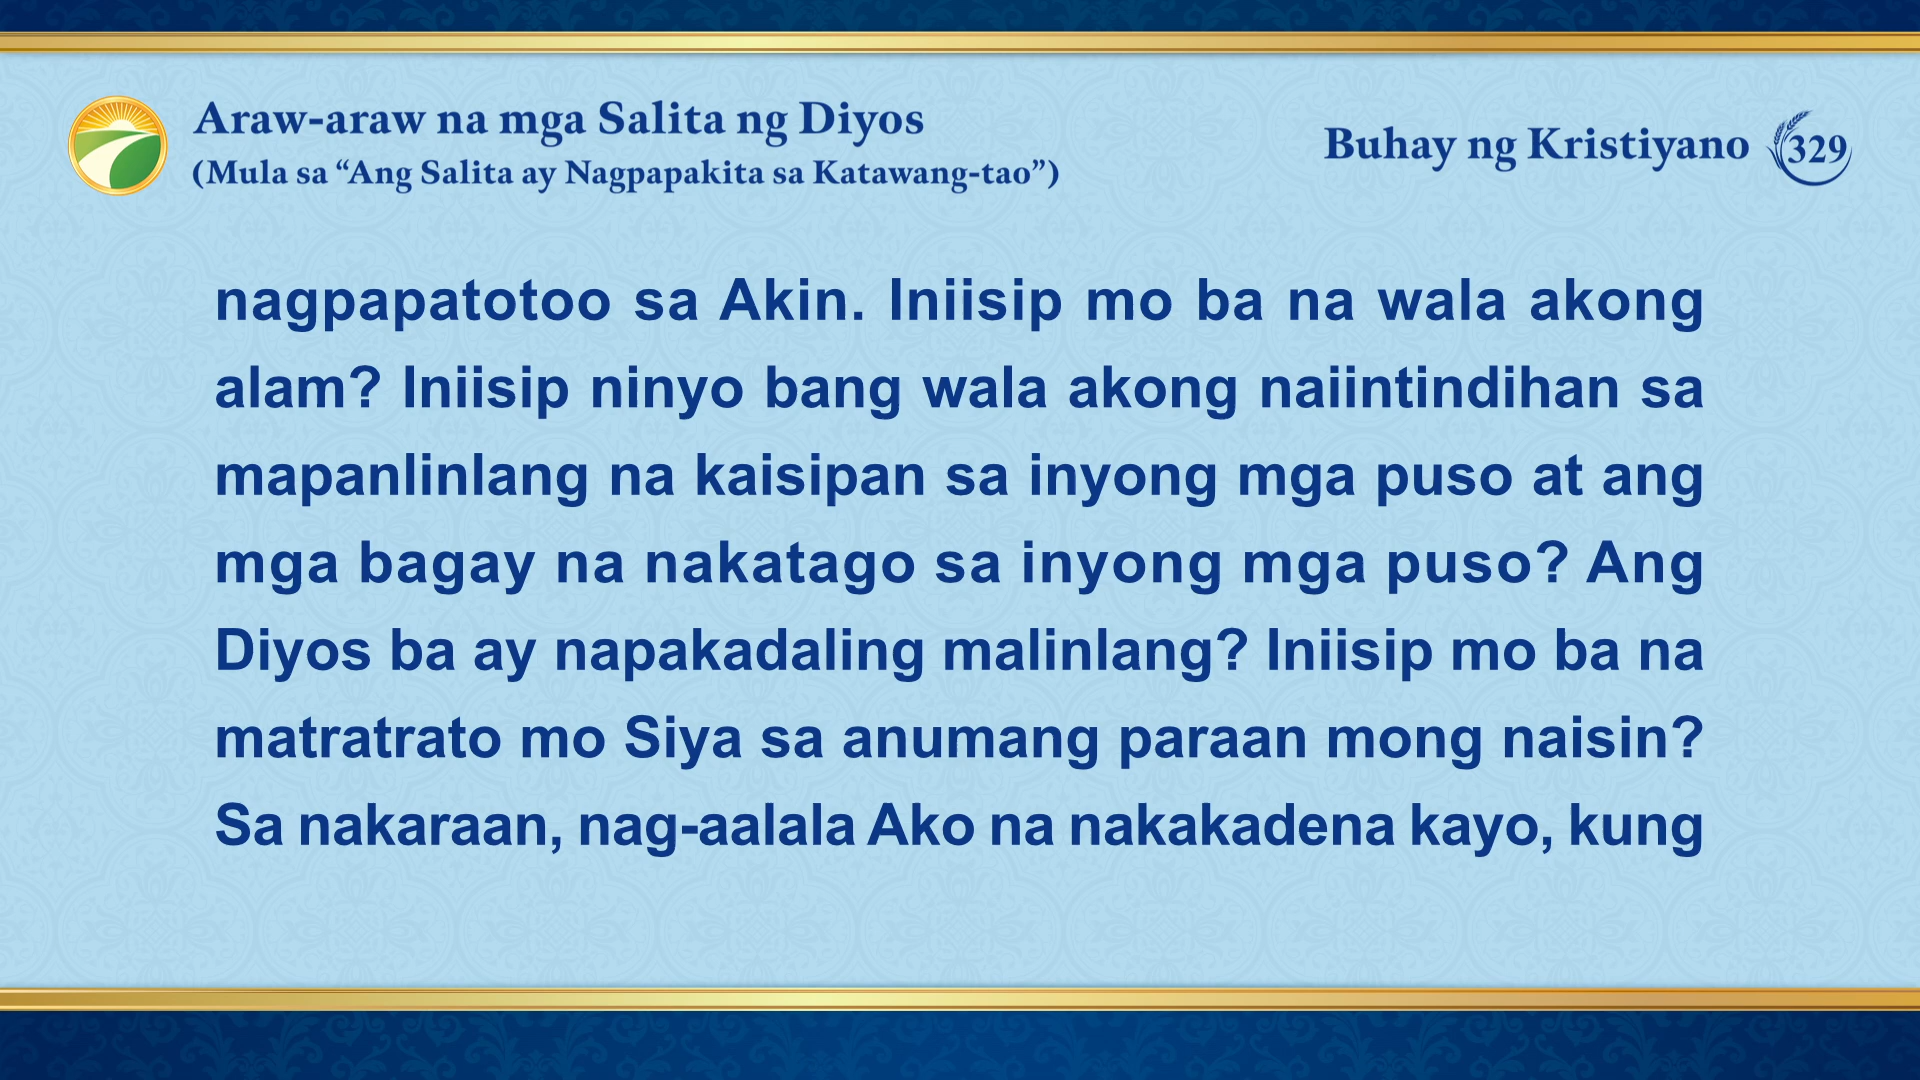 Araw-araw na mga Salita ng Diyos
(Mula sa “Ang Salita ay Nagpapakita sa Katawang-tao”)
Buhay ng Kristiyano 329
nagpapatotoo sa Akin. Iniisip mo ba na wala akong
alam? Iniisip ninyo bang wala akong naiintindihan sa
mapanlinlang na kaisipan sa inyong mga puso at ang
mga bagay na nakatago sa inyong mga puso? Ang
Diyos ba ay napakadaling malinlang? Iniisip mo ba na
matratrato mo Siya sa anumang paraan mong naisin?
Sa nakaraan, nag-aalala Ako na nakakadena kayo, kung